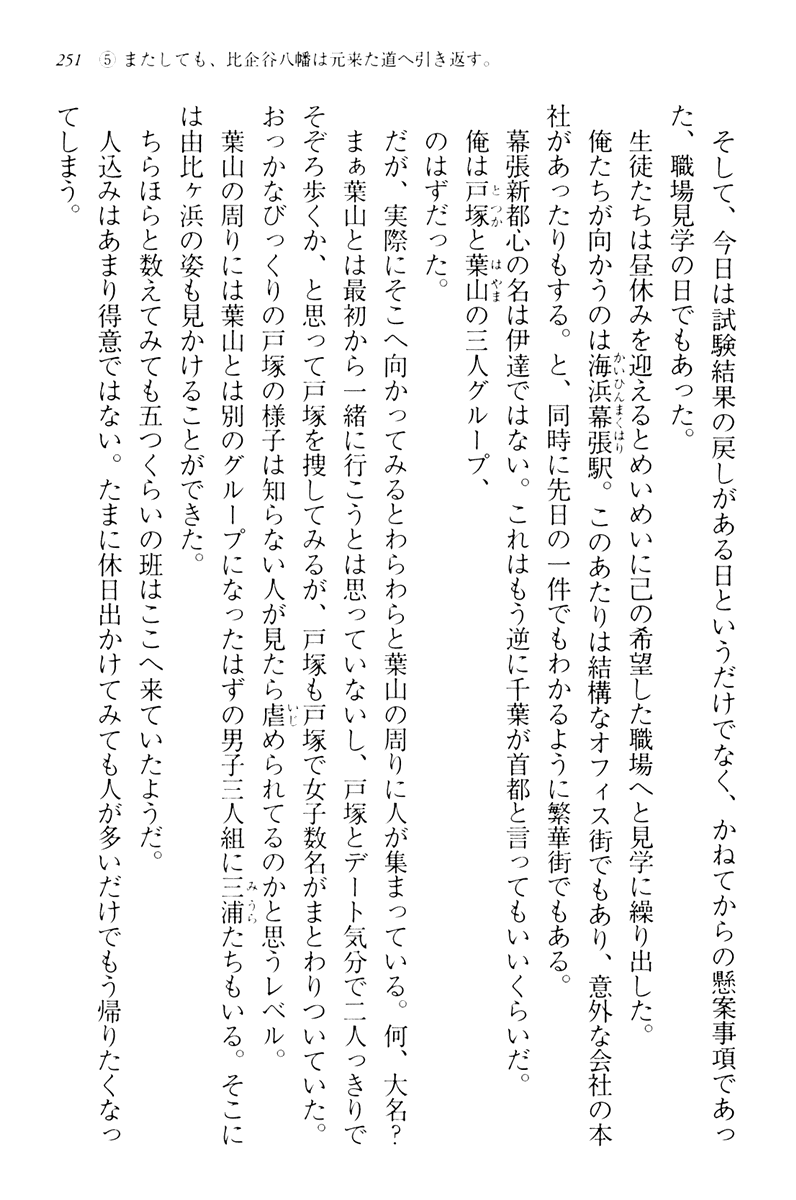 251 ⑤ またしても、比企谷八幡は元来た道へ引き返す。
そして、今日は試験結果の戻しがある日というだけでなく、かねてからの懸案事項であっ
た、職場見学の日でもあった。
生徒たちは昼休みを迎えるとめいめいに己の希望した職場へと見学に繰り出した。
俺たちが向かうのは海浜幕張駅。このあたりは結構なオフィス街でもあり、意外な会社の本
社があったりもする。と、同時に先日の一件でもわかるように繁華街でもある。
幕張新都心の名は伊達ではない。これはもう逆に千葉が首都と言ってもいいくらいだ。
俺は戸塚と葉山の三人グループ、
のはずだった。
だが、実際にそこへ向かってみるとわらわらと葉山の周りに人が集まっている。何、大名?
まぁ葉山とは最初から一緒に行こうとは思っていないし、戸塚とデート気分で二人っきりで
そぞろ歩くか、と思って戸塚を捜してみるが、戸塚も戸塚で女子数名がまとわりついていた。
おっかなびっくりの戸塚の様子は知らない人が見たら虐められてるのかと思うレベル。
葉山の周りには葉山とは別のグループになったはずの男子三人組に三浦たちもいる。そこに
は由比ヶ浜の姿も見かけることができた。
ちらほらと数えてみても五つくらいの班はここへ来ていたようだ。
人込みはあまり得意ではない。たまに休日出かけてみても人が多いだけでもう帰りたくなっ
てしまう。
かいひんまくはり
とつか
はやま
いじ
みうら